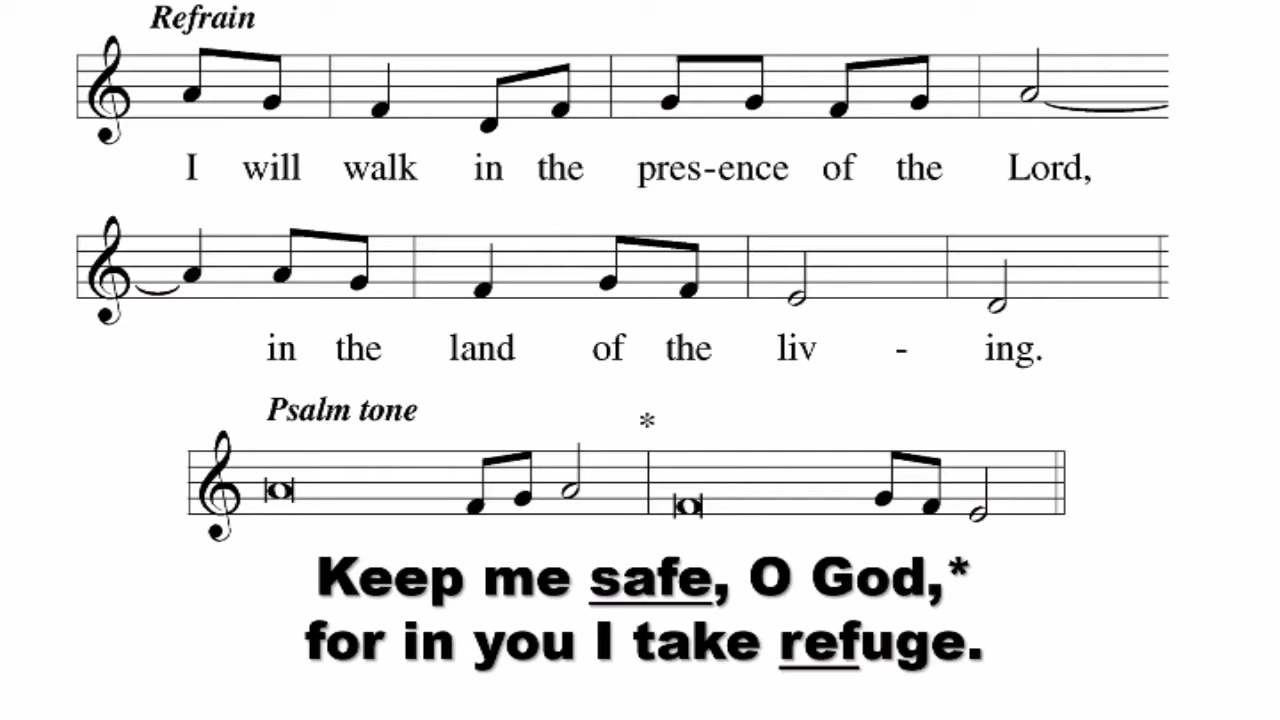 Refrain
I will walk in the pres-ence of the Lord,
in the land of the liv - ing.
Psalm tone *
Keep me safe, O God,*
for in you I take refuge.